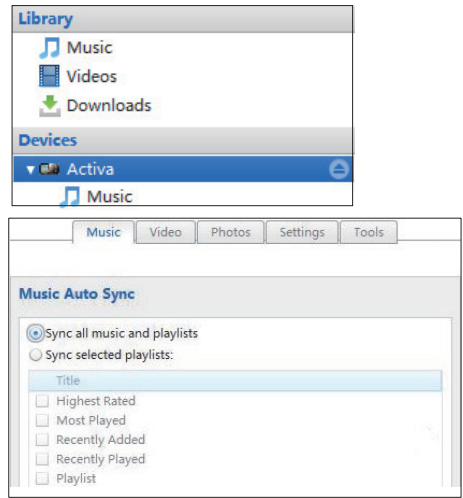 Library
Music
Videos
Downloads
Devices
Activa
Music
Music Video Photos Settings Tools
Music Auto Sync
Sync all music and playlists
Sync selected playlists:
Title
Highest Rated
Most Played
Recently Added
Recently Played
Playlist